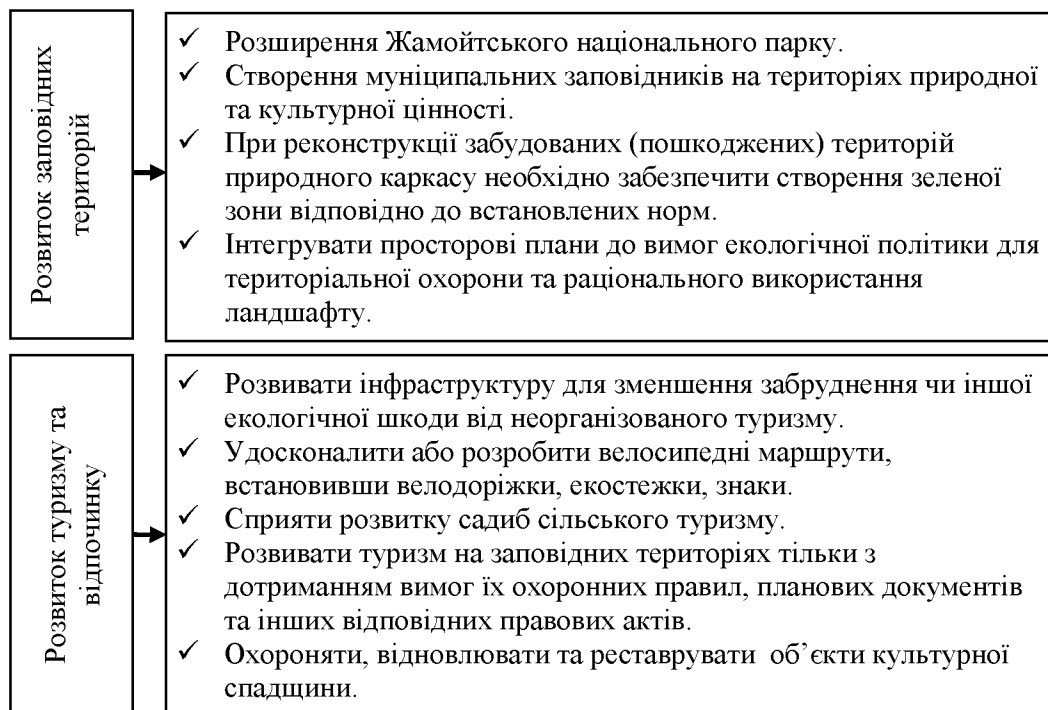 Розвиток заповідних
територій
✓ Розширення Жамойтського національного парку.
✓ Створення муніципальних заповідників на територіях природної
та культурної цінності.
✓ При реконструкції забудованих (пошкоджених) територій
природного каркасу необхідно забезпечити створення зеленої
зони відповідно до встановлених норм.
✓ Інтегрувати просторові плани до вимог екологічної політики для
територіальної охорони та раціонального використання
ландшафту.
Розвиток туризму та
відпочинку
✓ Розвивати інфраструктуру для зменшення забруднення чи іншої
екологічної шкоди від неорганізованого туризму.
✓ Удосконалити або розробити велосипедні маршрути,
встановивши велодоріжки, екостежки, знаки.
✓ Сприяти розвитку садиб сільського туризму.
✓ Розвивати туризм на заповідних територіях тільки з
дотриманням вимог їх охоронних правил, планових документів
та інших відповідних правових актів.
✓ Охороняти, відновлювати та реставрувати об’єкти культурної
спадщини.